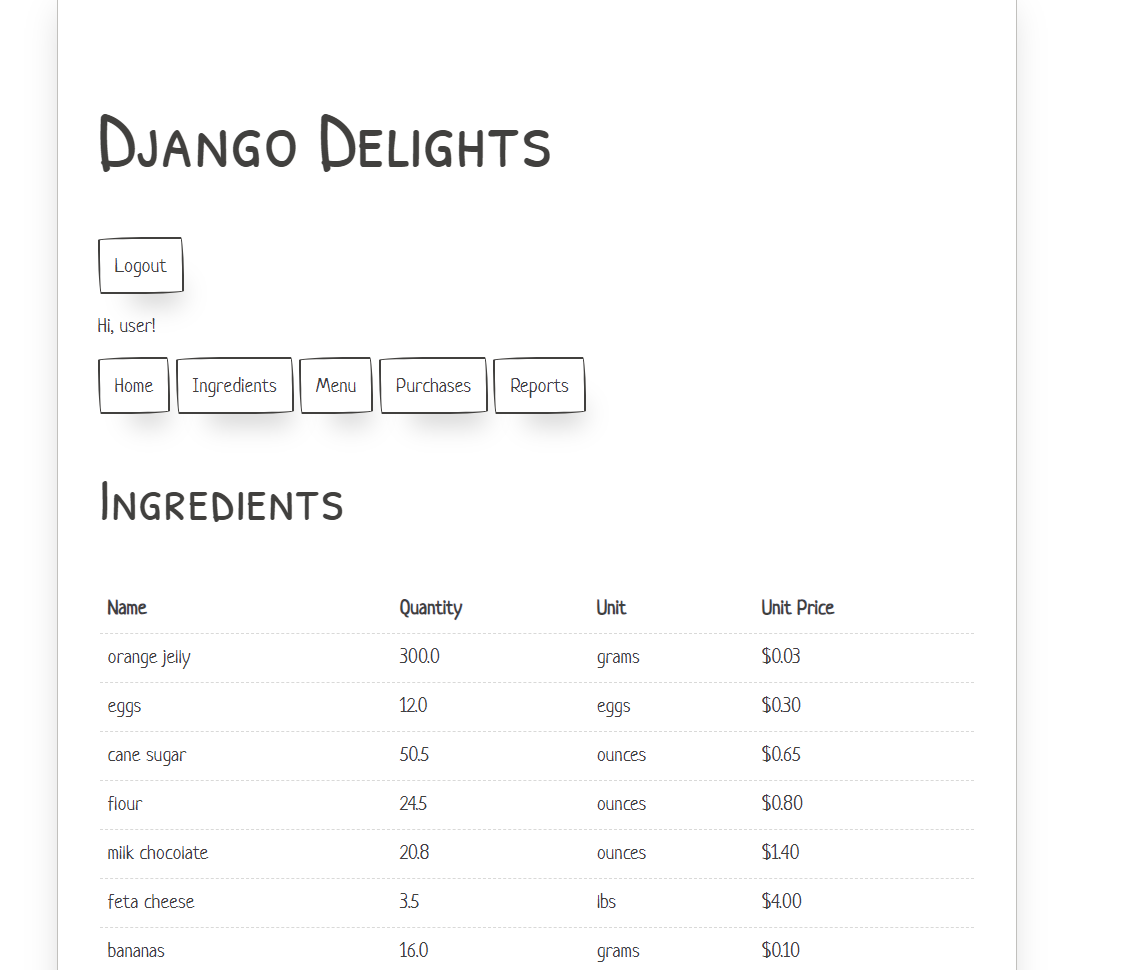 Django Delights
Logout
Hi, user!
Home Ingredients Menu Purchases Reports
Ingredients
Name Quantity Unit Unit Price
orange jelly 300.0 grams $0.03
eggs 12.0 eggs $0.30
cane sugar 50.5 ounces $0.65
flour 24.5 ounces $0.80
milk chocolate 20.8 ounces $1.40
feta cheese 3.5 lbs $4.00
bananas 16.0 grams $0.10